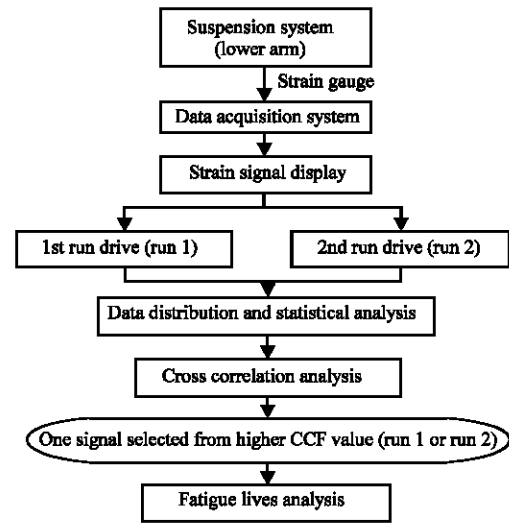 Suspension system
(lower arm)
Strain gauge
Data acquisition system
Strain signal display
1st run drive (run 1)
2nd run drive (run 2)
Data distribution and statistical analysis
Cross correlation analysis
One signal selected from higher CCF value (run 1 or run 2)
Fatigue lives analysis